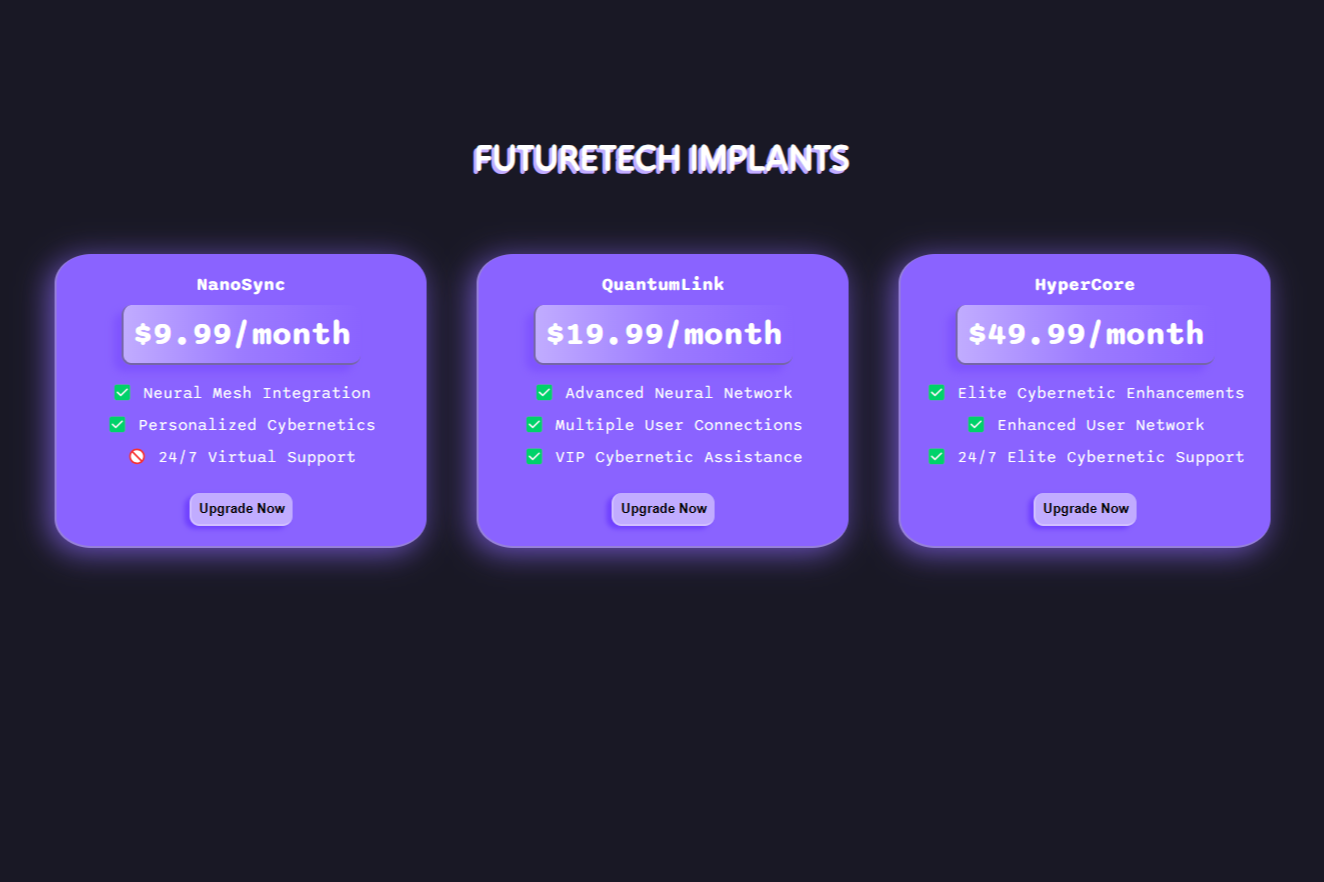 FUTURETECH IMPLANTS
NanoSync
$9.99/month
✅ Neural Mesh Integration
✅ Personalized Cybernetics
🚫 24/7 Virtual Support
Upgrade Now
QuantumLink
$19.99/month
✅ Advanced Neural Network
✅ Multiple User Connections
✅ VIP Cybernetic Assistance
Upgrade Now
HyperCore
$49.99/month
✅ Elite Cybernetic Enhancements
✅ Enhanced User Network
✅ 24/7 Elite Cybernetic Support
Upgrade Now